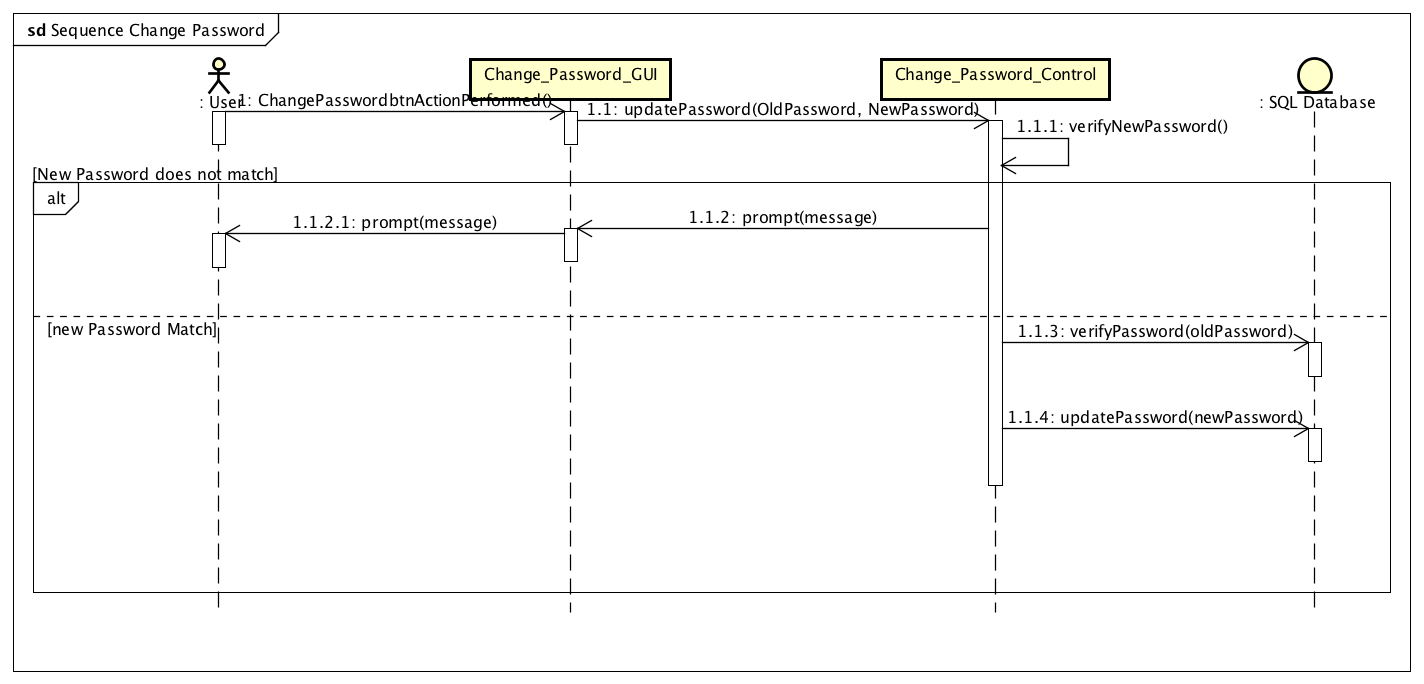 sd Sequence Change Password
Change_Password_GUI
Change_Password_Control
: User
: SQL Database
1: ChangePasswordbtnActionPerformed()
1.1: updatePassword(OldPassword, NewPassword)
1.1.1: verifyNewPassword()
[New Password does not match]
alt
1.1.2: prompt(message)
1.1.2.1: prompt(message)
[new Password Match]
1.1.3: verifyPassword(oldPassword)
1.1.4: updatePassword(newPassword)